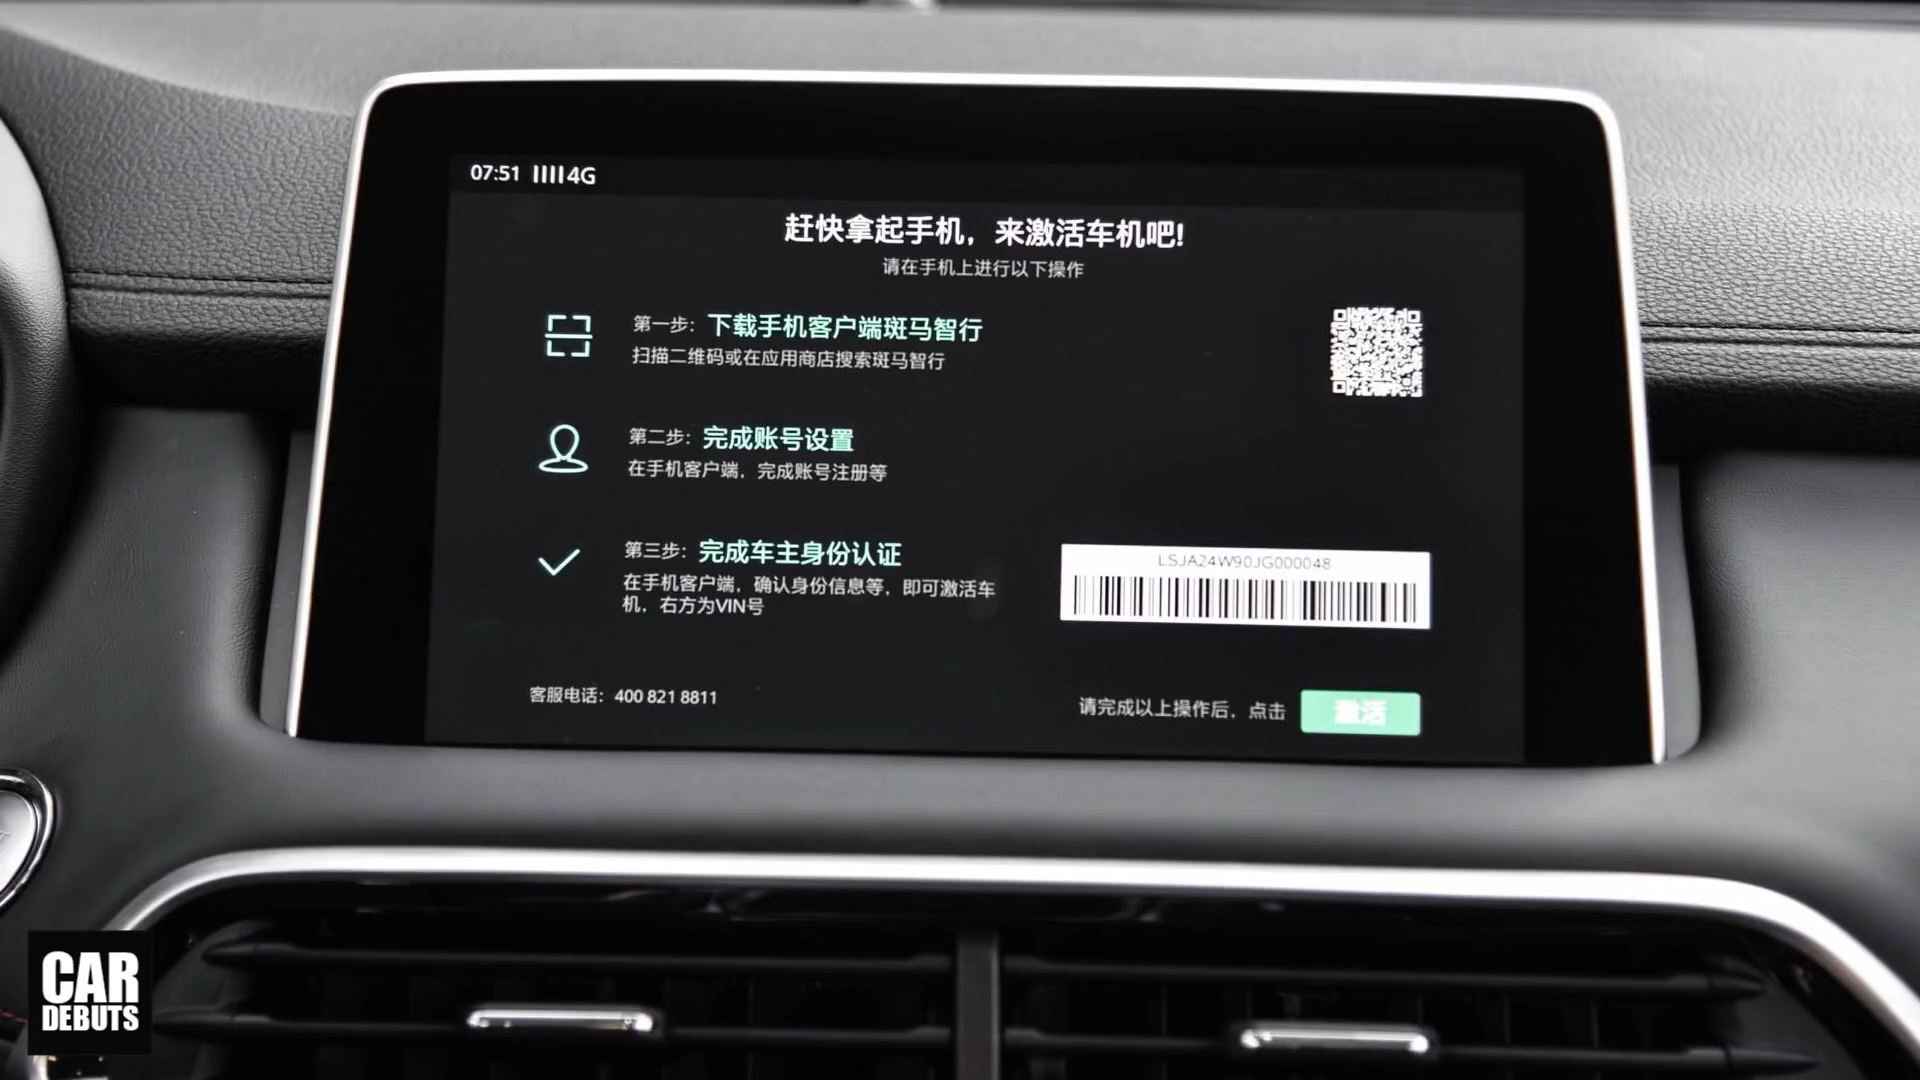 07:51 4G
赶快拿起手机，来激活车机吧!
请在手机上进行以下操作
第一步：下载手机客户端斑马智行
扫描二维码或在应用商店搜索斑马智行
第二步：完成账号设置
在手机客户端，完成账号注册等
第三步：完成车主身份认证
在手机客户端，确认身份信息等，即可激活车
机，右方为VIN号
LSJA24W90JG000048
客服电话：400 821 8811
请完成以上操作后，点击
激活
CAR
DEBUTS